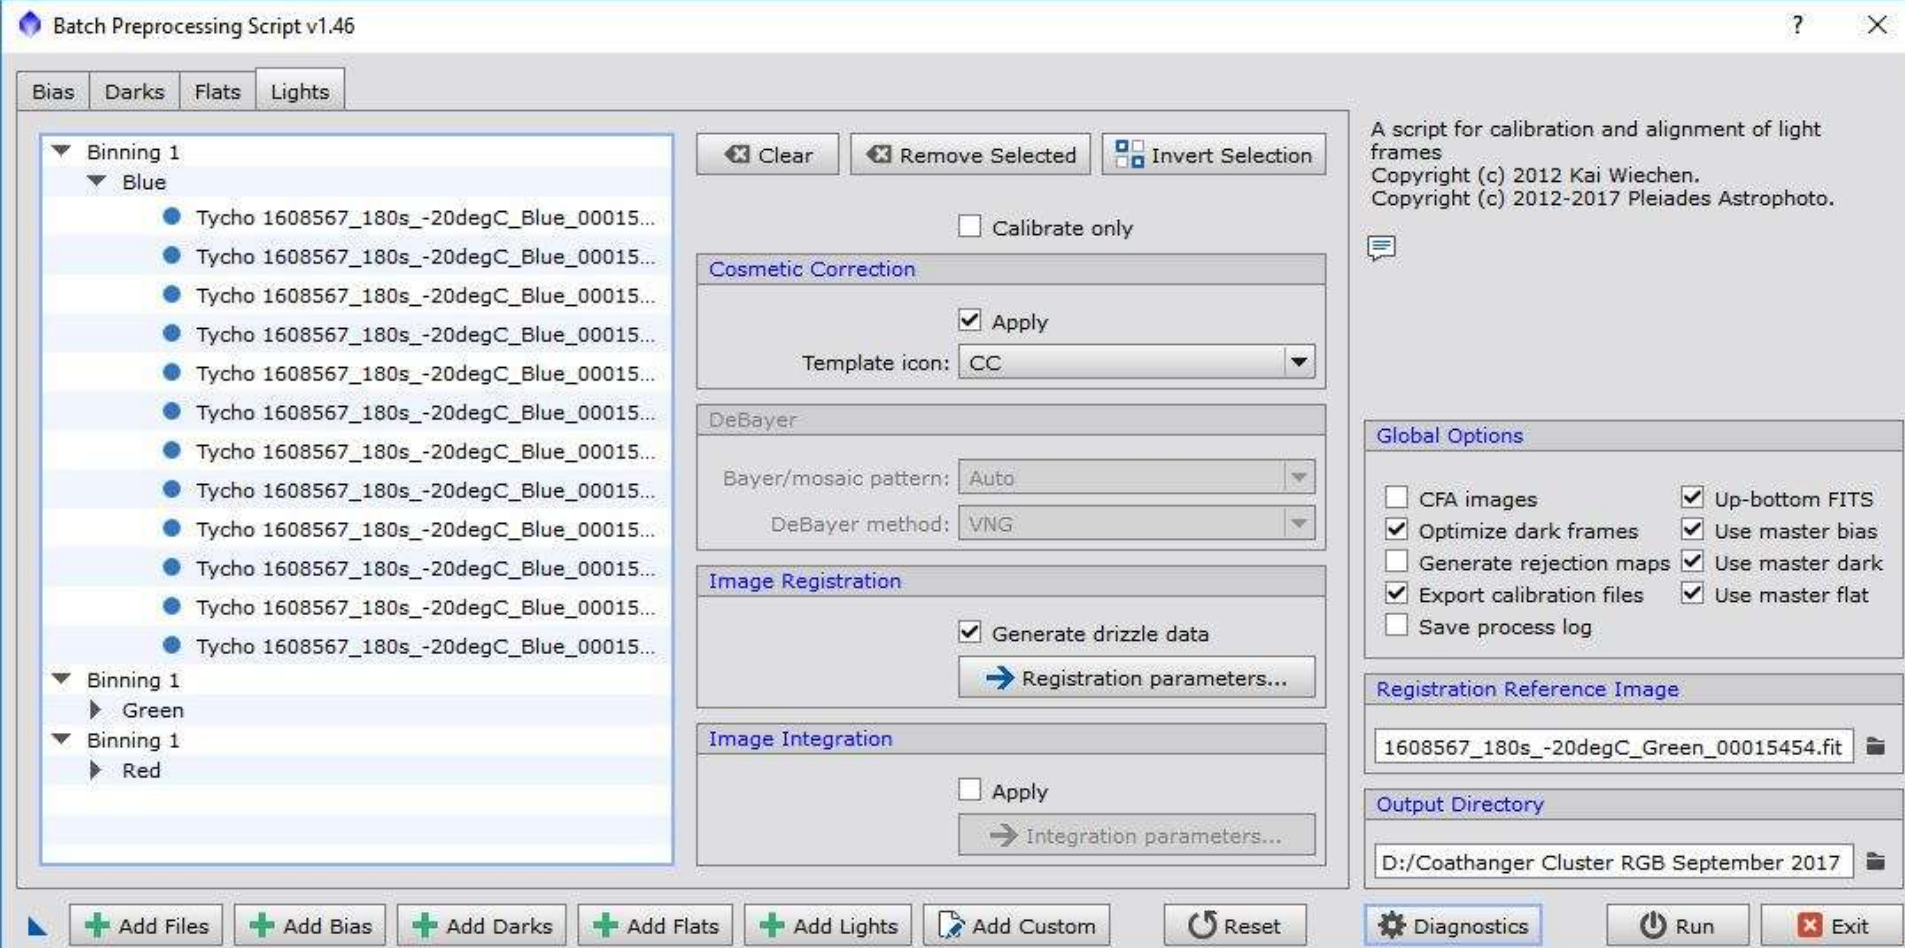 Batch Preprocessing Script v1.46
?
Bias
Darks
Flats
Lights
Binning 1
Blue
Tycho 1608567_180s_-20degC_Blue_00015...
Tycho 1608567_180s_-20degC_Blue_00015...
Tycho 1608567_180s_-20degC_Blue_00015...
Tycho 1608567_180s_-20degC_Blue_00015...
Tycho 1608567_180s_-20degC_Blue_00015...
Tycho 1608567_180s_-20degC_Blue_00015...
Tycho 1608567_180s_-20degC_Blue_00015...
Tycho 1608567_180s_-20degC_Blue_00015...
Tycho 1608567_180s_-20degC_Blue_00015...
Tycho 1608567_180s_-20degC_Blue_00015...
Tycho 1608567_180s_-20degC_Blue_00015...
Tycho 1608567_180s_-20degC_Blue_00015...
Binning 1
Green
Binning 1
Red
Clear
Remove Selected
Invert Selection
Calibrate only
Cosmetic Correction
Apply
Template icon: CC
DeBayer
Bayer/mosaic pattern: Auto
DeBayer method: VNG
Image Registration
Generate drizzle data
Registration parameters...
Image Integration
Apply
Integration parameters...
A script for calibration and alignment of light
frames
Copyright (c) 2012 Kai Wiechen.
Copyright (c) 2012-2017 Pleiades Astrophoto.
Global Options
CFA images
Up-bottom FITS
Optimize dark frames
Use master bias
Generate rejection maps
Use master dark
Export calibration files
Use master flat
Save process log
Registration Reference Image
1608567_180s_-20degC_Green_00015454.fit
Output Directory
D:/Coathanger Cluster RGB September 2017
Add Files
Add Bias
Add Darks
Add Flats
Add Lights
Add Custom
Reset
Diagnostics
Run
Exit